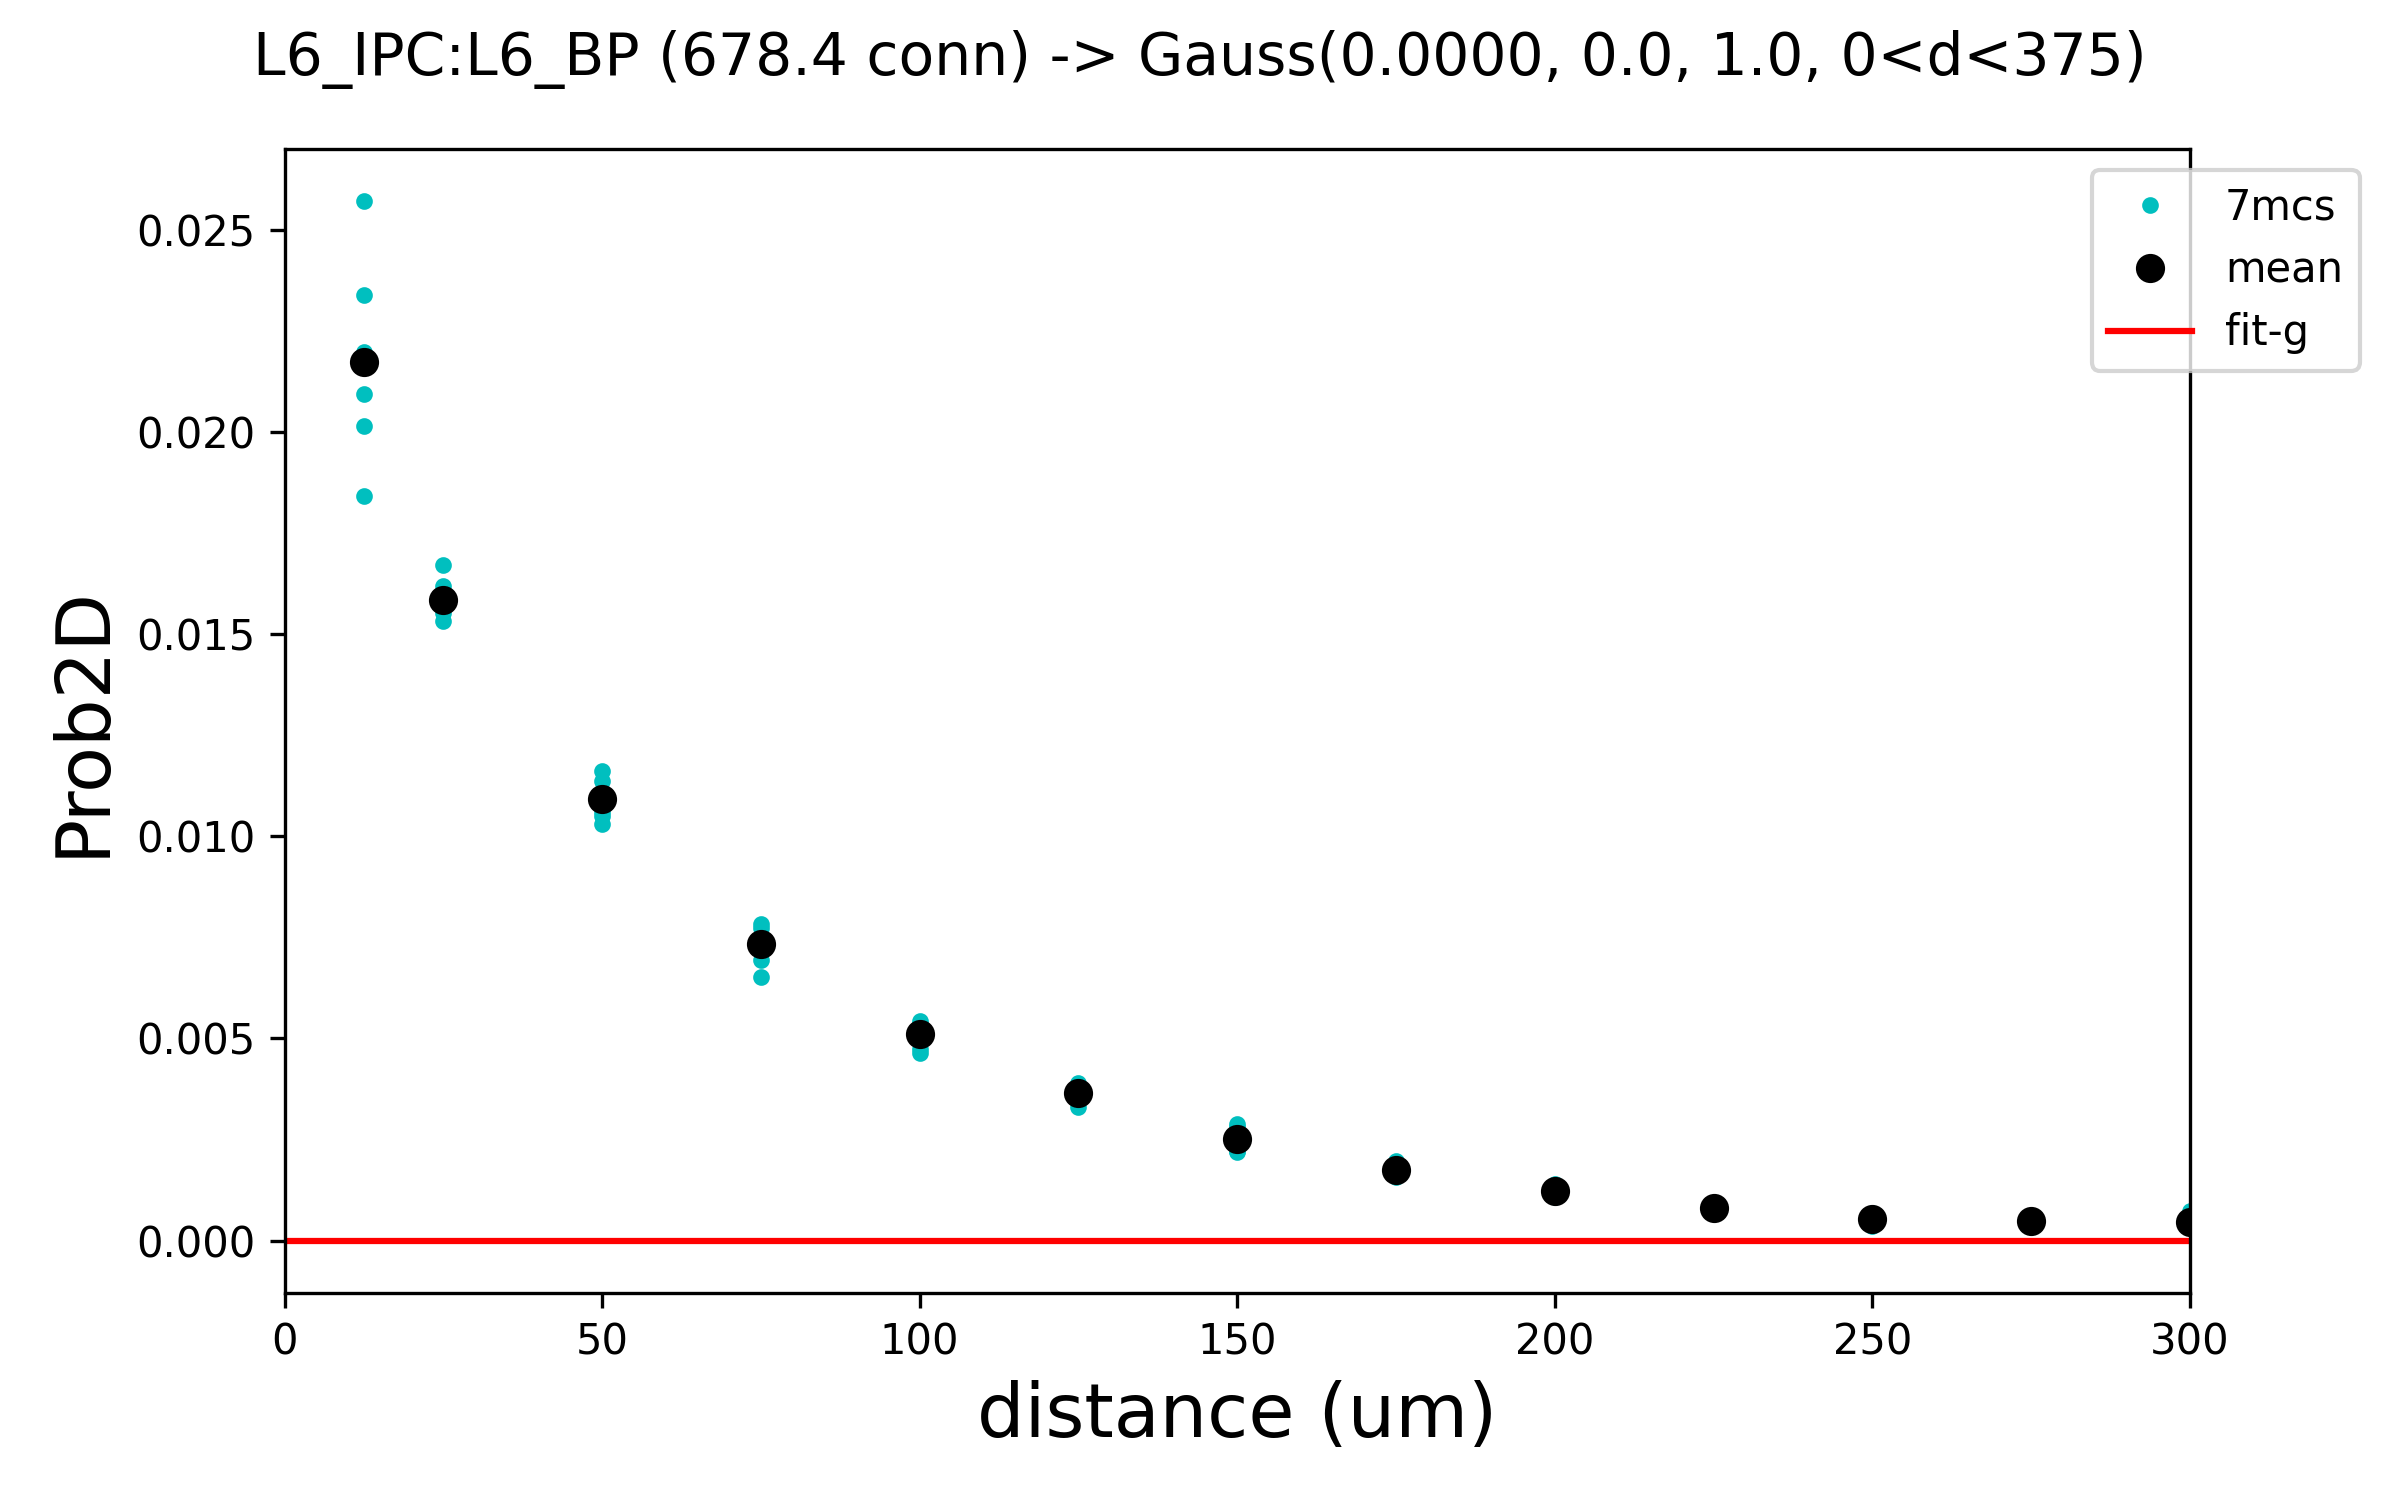 L6_IPC:L6_BP (678.4 conn) -> Gauss(0.0000, 0.0, 1.0, 0<d<375)
7mcs
mean
fit-g
Prob2D
0.025
0.020
0.015
0.010
0.005
0.000
0 50 100 150 200 250 300
distance (um)